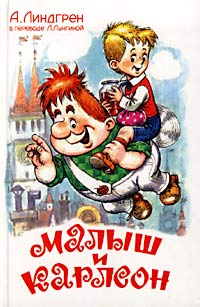 А. Линдгрен
в переводе Л. Лунгиной
Малыш
и
Карлсон